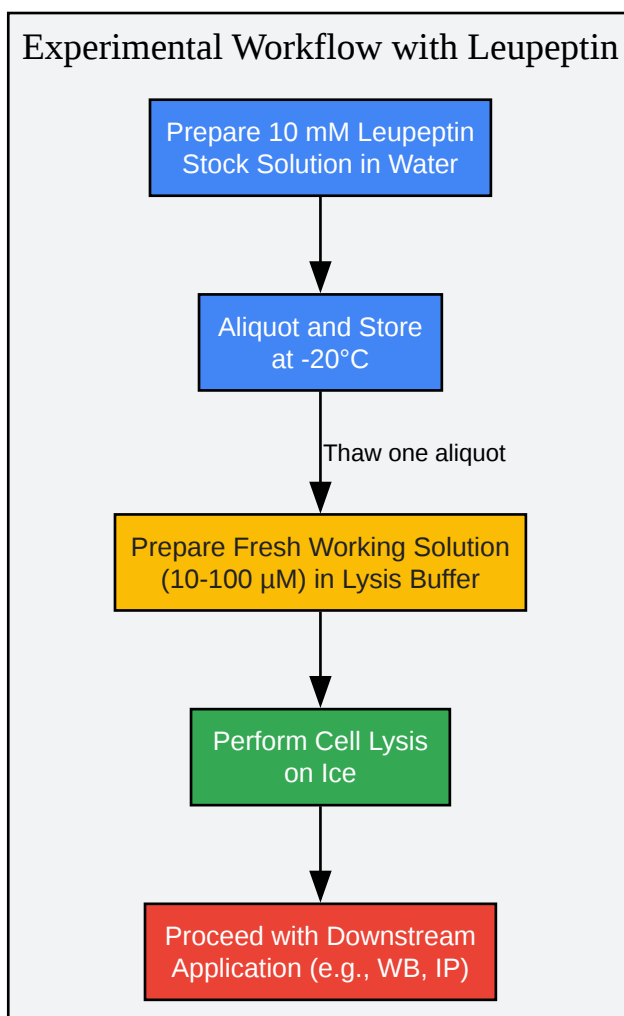 Experimental Workflow with Leupeptin
Prepare 10 mM Leupeptin
Stock Solution in Water
Aliquot and Store
at -20°C
Thaw one aliquot
Prepare Fresh Working Solution
(10-100 µM) in Lysis Buffer
Perform Cell Lysis
on Ice
Proceed with Downstream
Application (e.g., WB, IP)